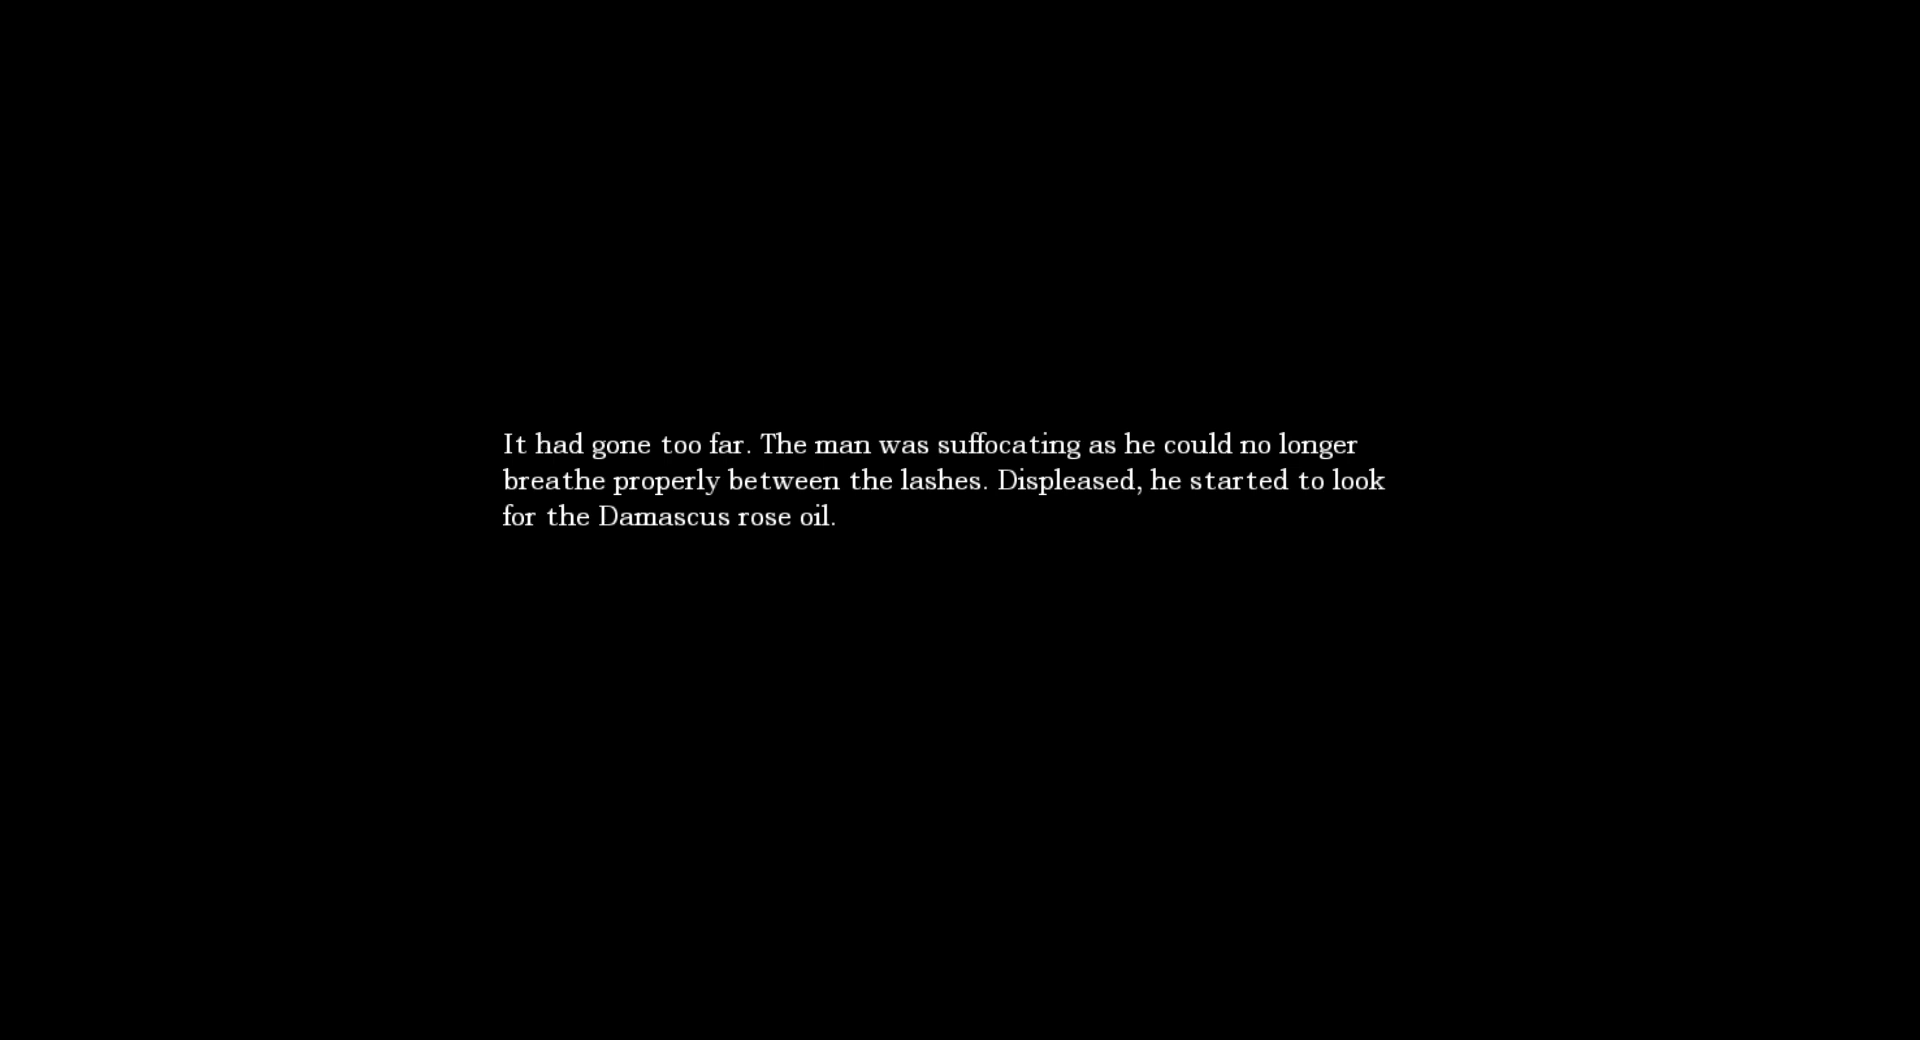 It had gone too far. The man was suffocating as he could no longer
breathe properly between the lashes. Displeased, he started to look
for the Damascus rose oil.